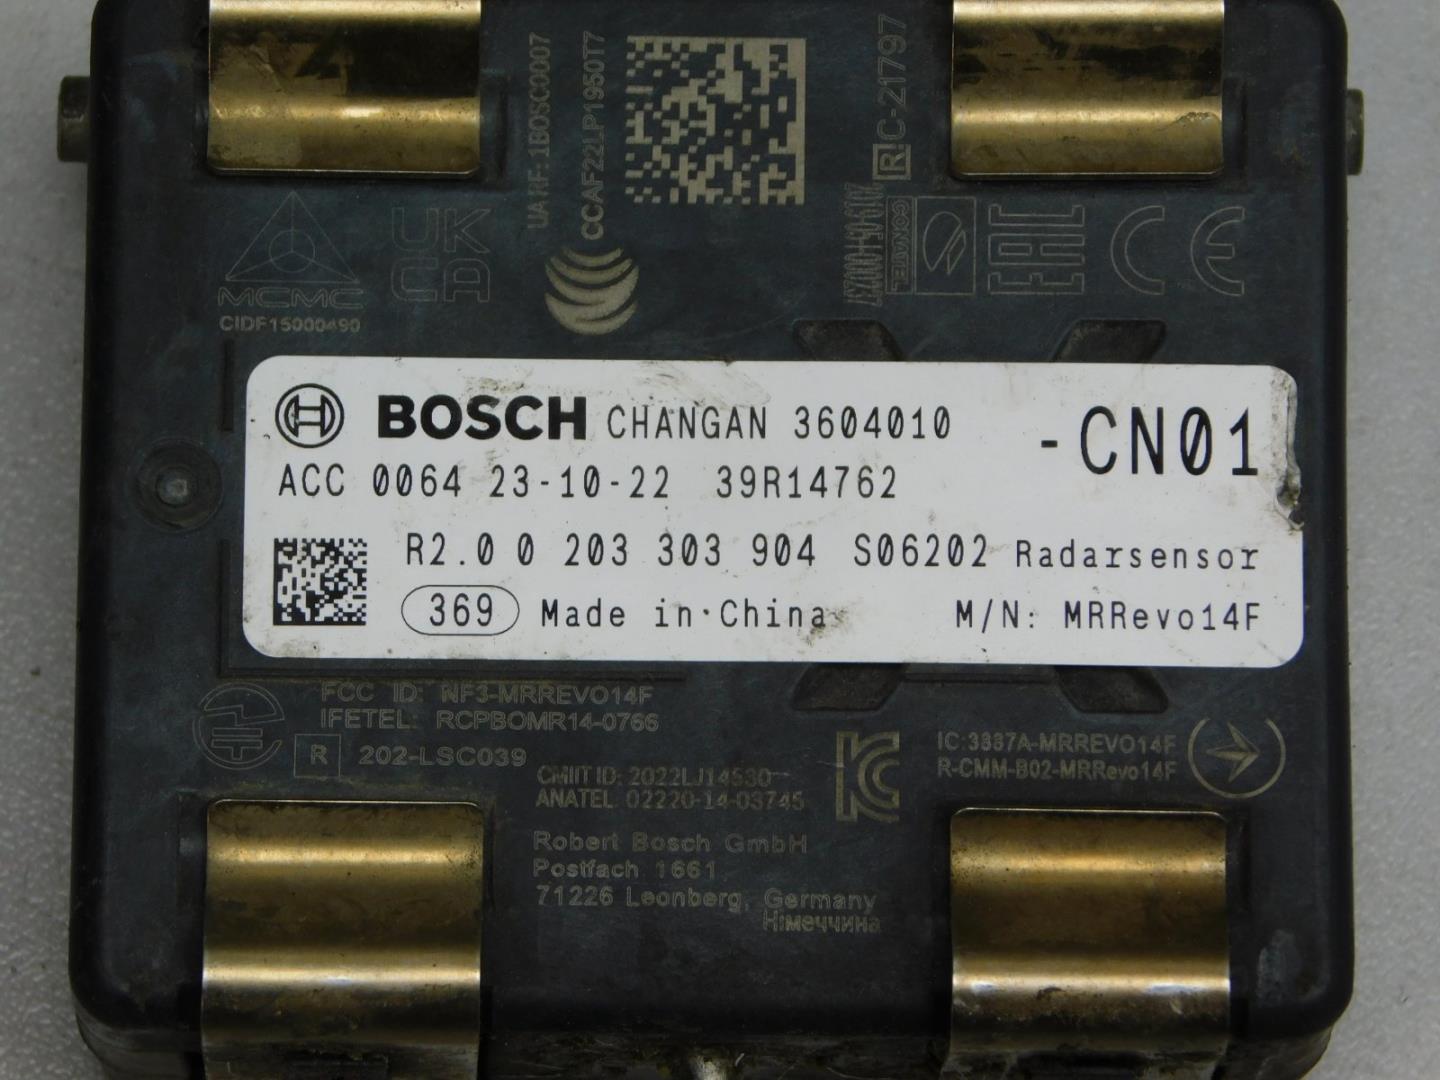 UA RF: 1BOSC0007
CCAF22LP1950T7
R C-21797
CONATEL
MCMC
CIDF15000490
UK
CA
EAC
CE
BOSCH CHANGAN 3604010 -CN01
ACC 0064 23-10-22 39R14762
R2.0 0 203 303 904 S06202 Radarsensor
369 Made in China M/N: MRRevo14F
FCC ID: NF3-MRREVO14F
IFETEL: RCPBOMR14-0766
R 202-LSC039
CMIIT ID: 2022LJ14530
ANATEL 02220-14-03745
IC:3887A-MRREVO14F
R-CMM-B02-MRRevo14F
Robert Bosch GmbH
Postfach 1661,
71226 Leonberg, Germany
Німеччина